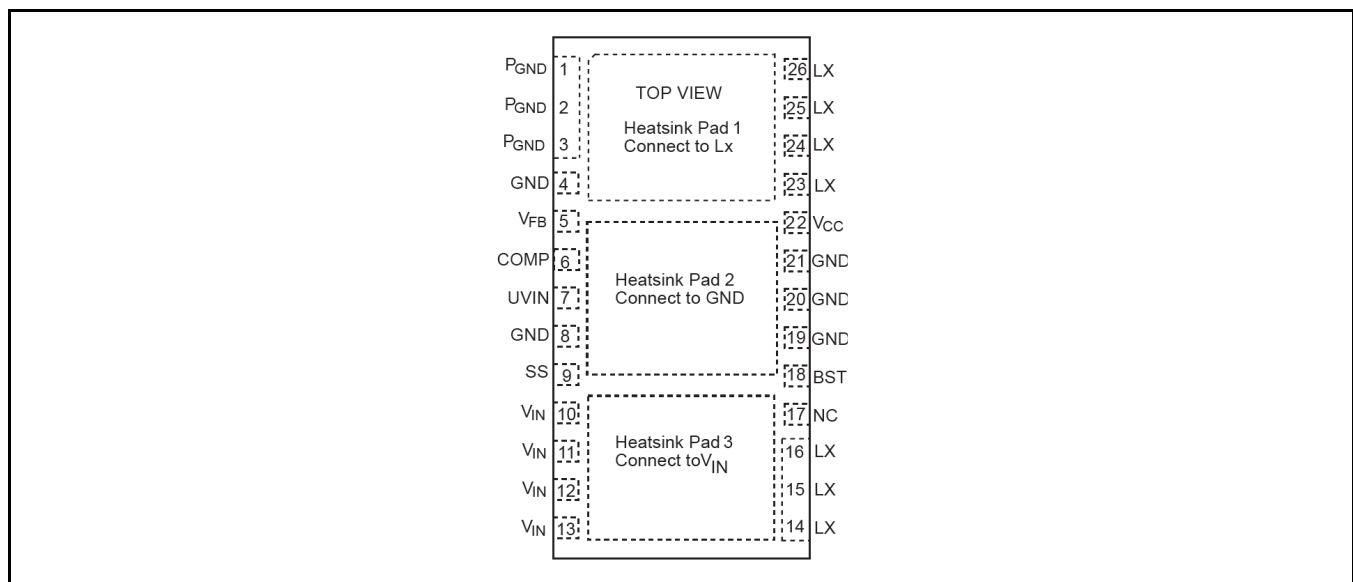 PGND 1
PGND 2
PGND 3
GND 4
VFB 5
COMP 6
UVIN 7
GND 8
SS 9
VIN 10
VIN 11
VIN 12
VIN 13
TOP VIEW
Heatsink Pad 1
Connect to Lx
Heatsink Pad 2
Connect to GND
Heatsink Pad 3
Connect toVIN
26 LX
25 LX
24 LX
23 LX
22 VCC
21 GND
20 GND
19 GND
18 BST
17 NC
16 LX
15 LX
14 LX